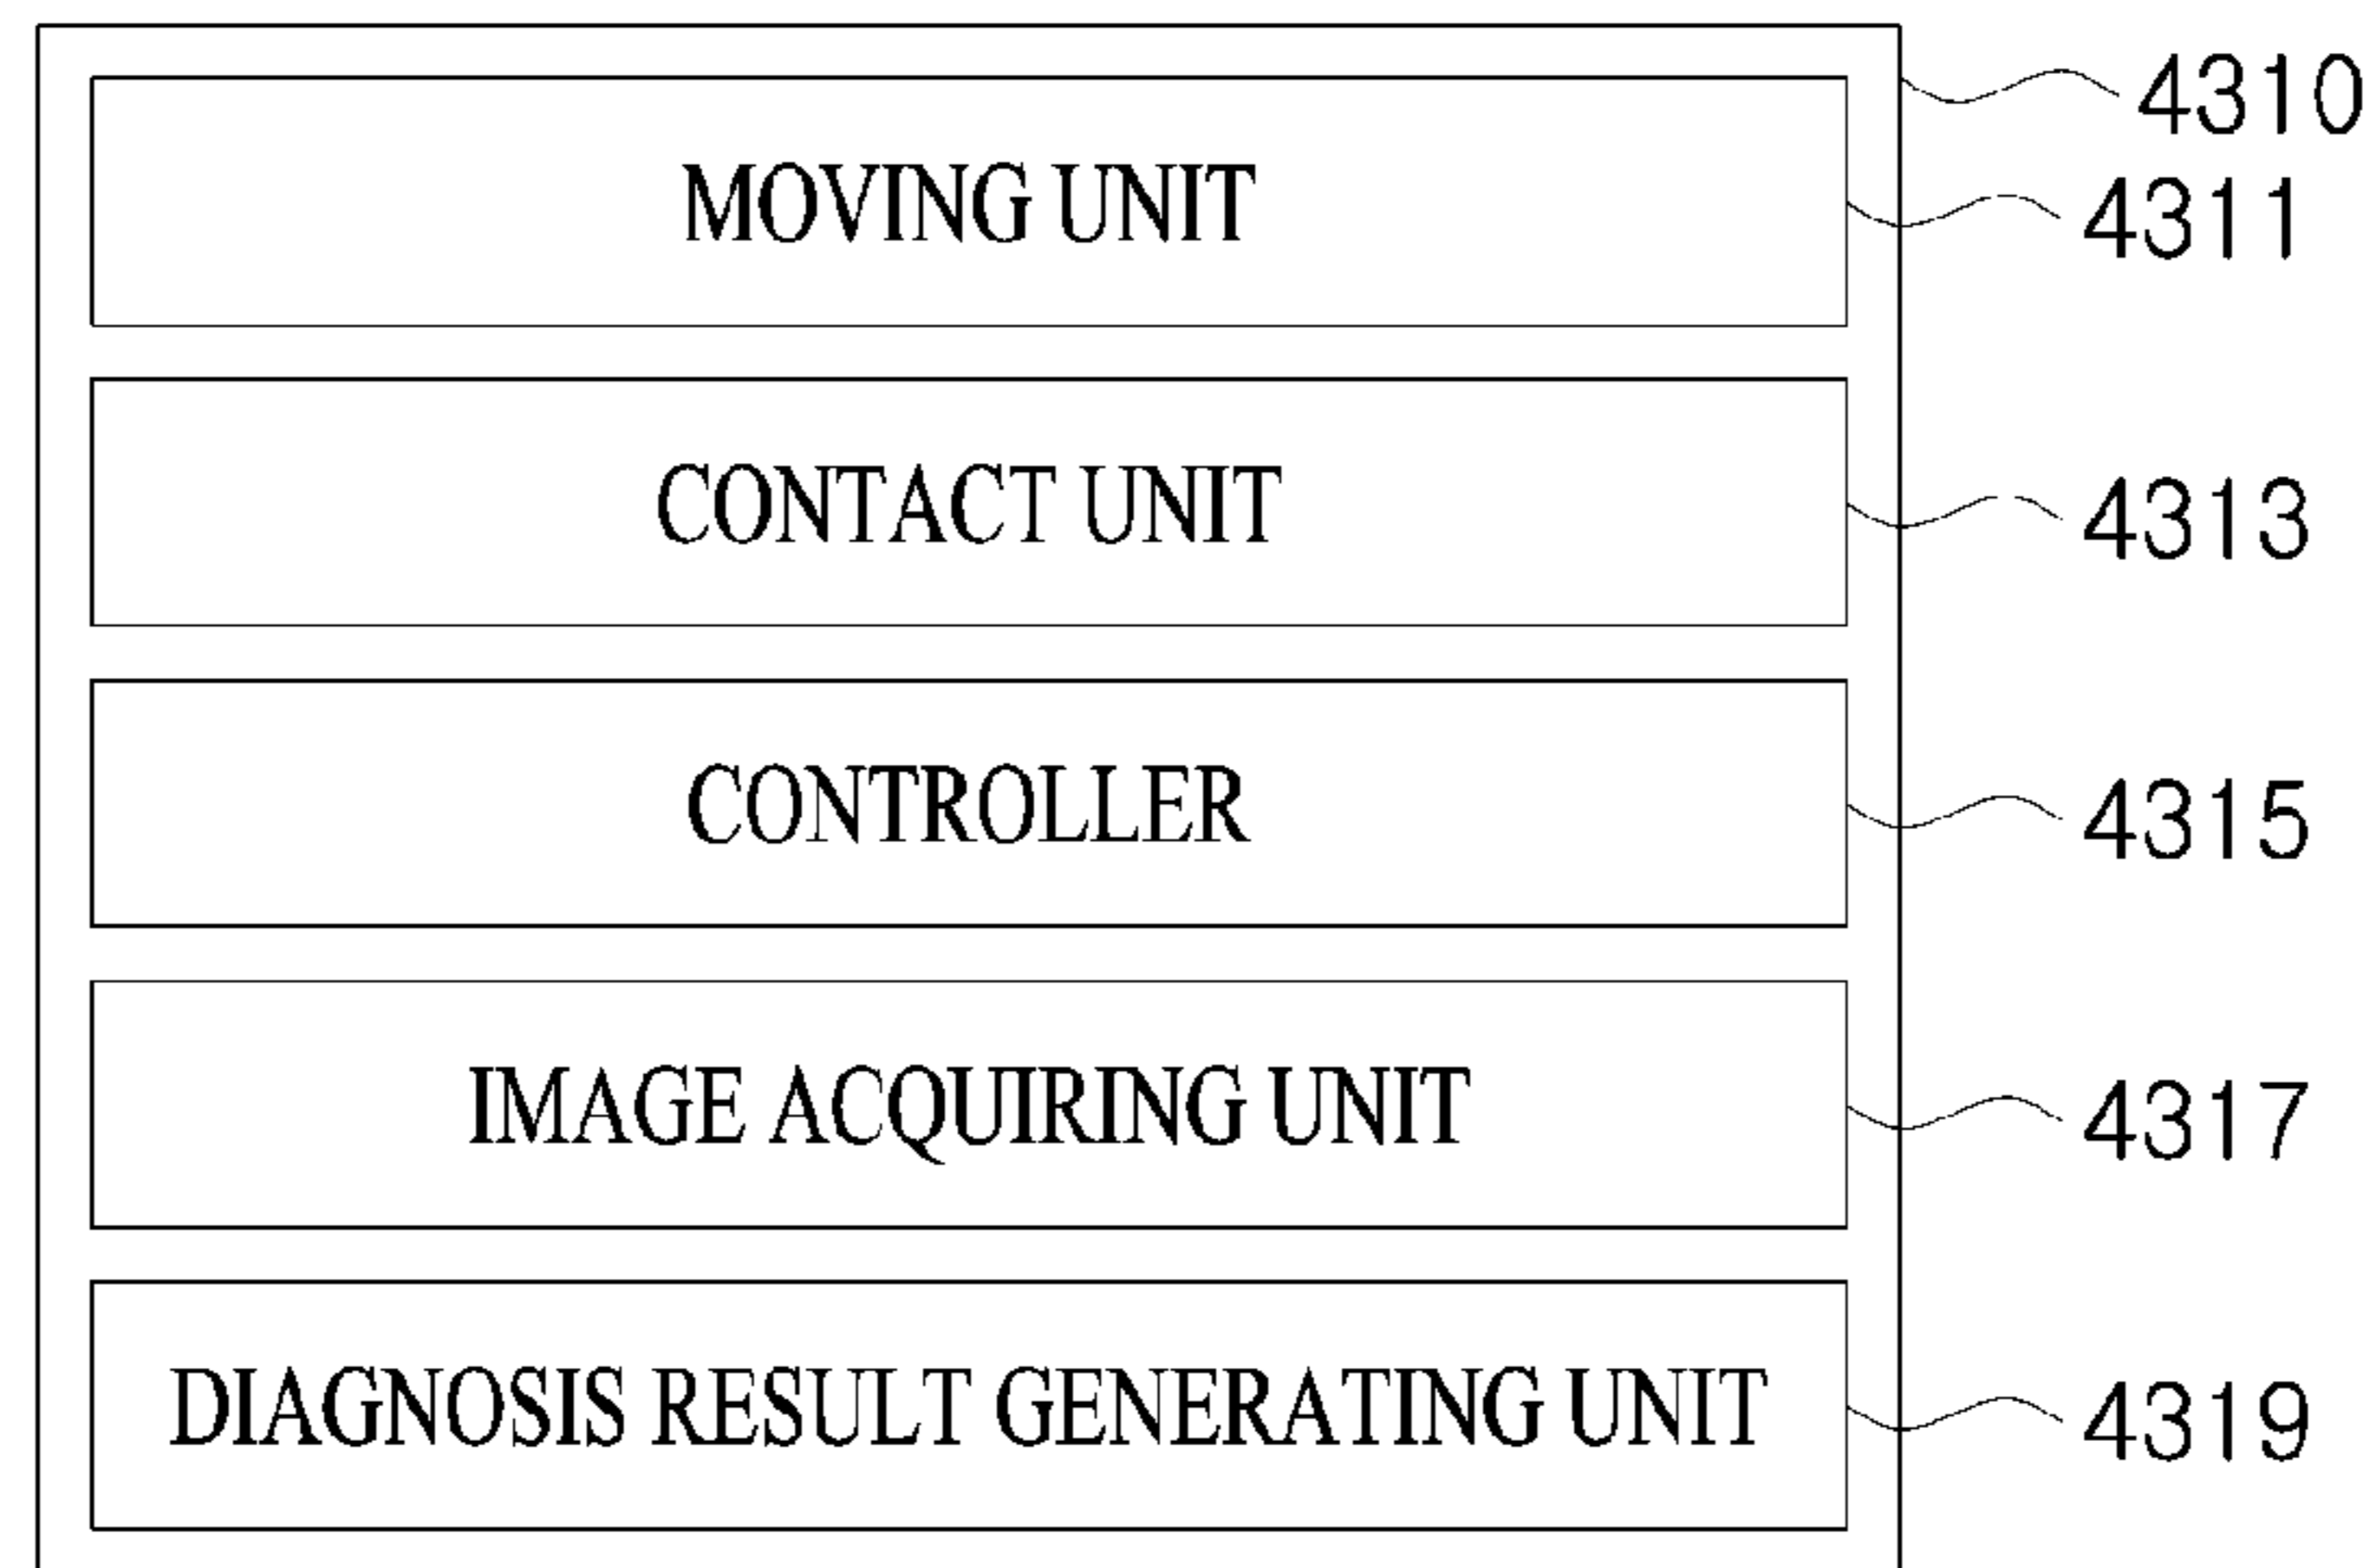 4310
MOVING UNIT 4311
CONTACT UNIT 4313
CONTROLLER 4315
IMAGE ACQUIRING UNIT 4317
DIAGNOSIS RESULT GENERATING UNIT 4319